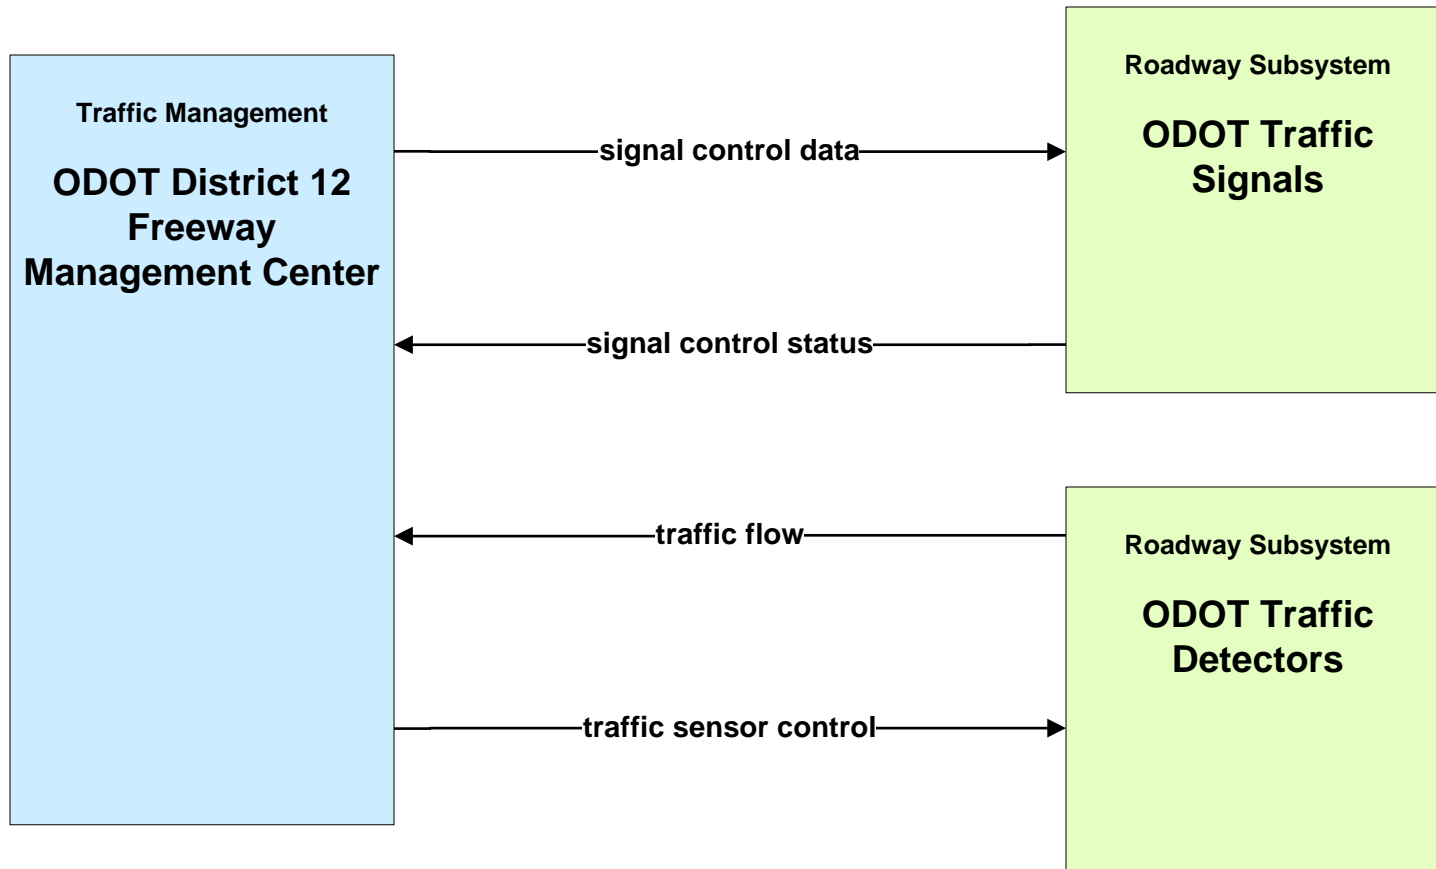 Traffic Management
ODOT District 12
Freeway
Management Center
signal control data
signal control status
traffic flow
traffic sensor control
Roadway Subsystem
ODOT Traffic
Signals
Roadway Subsystem
ODOT Traffic
Detectors